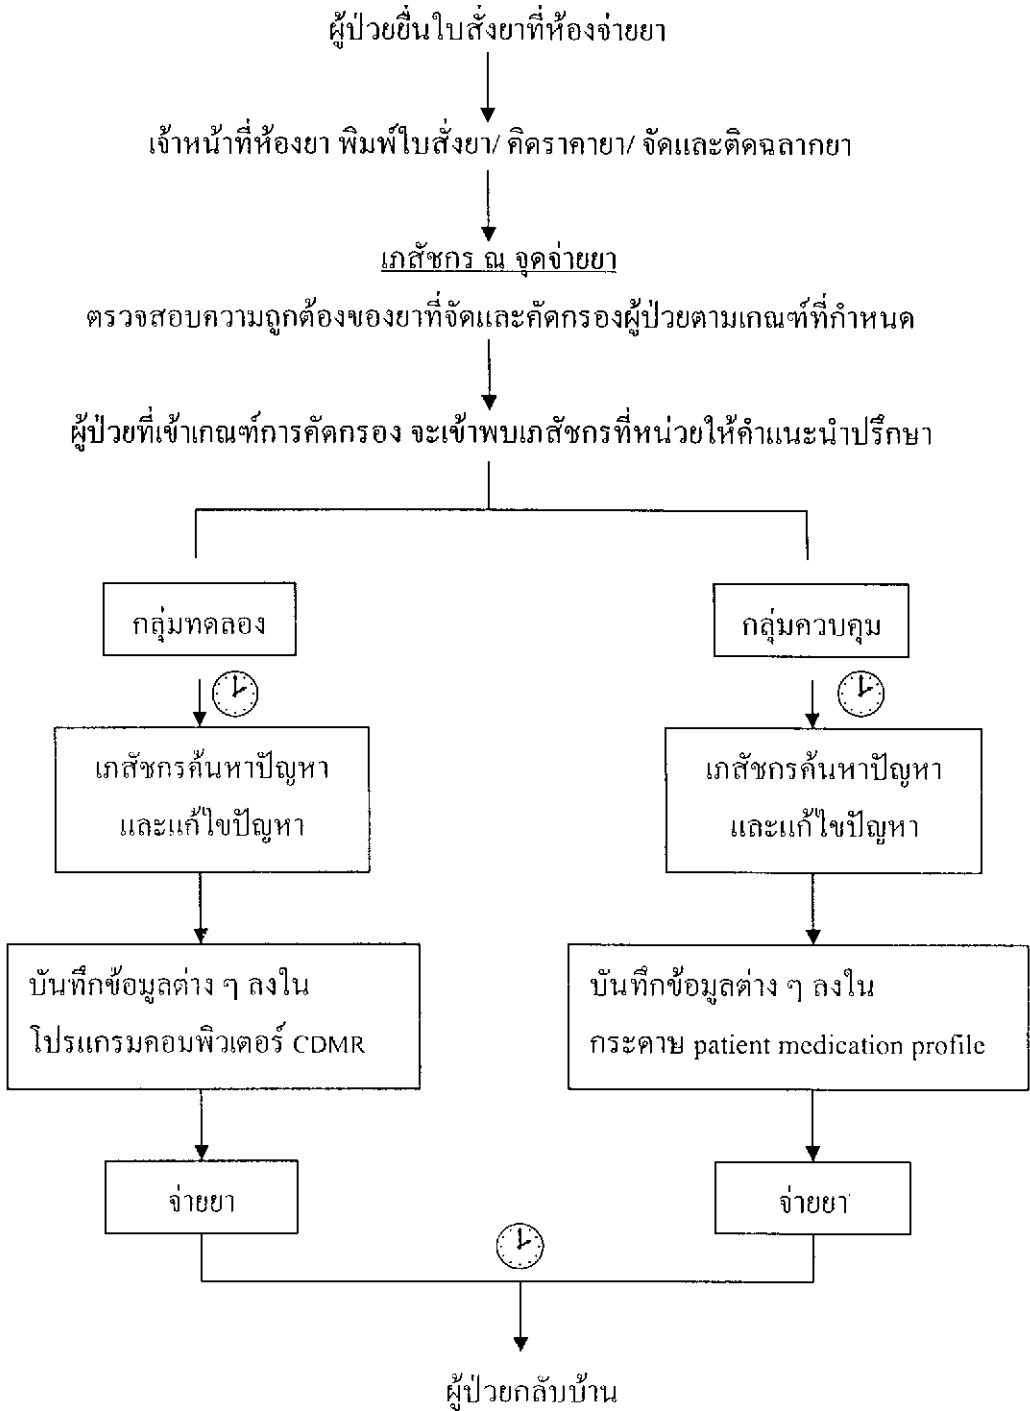 ผู้ป่วยยื่นใบสั่งยาที่ห้องจ่ายยา
เจ้าหน้าที่ห้องยา พิมพ์ใบสั่งยา/ คิดราคายา/ จัดและติดฉลากยา
เภสัชกร ณ จุดจ่ายยา
ตรวจสอบความถูกต้องของยาที่จัดและคัดกรองผู้ป่วยตามเกณฑ์ที่กำหนด
ผู้ป่วยที่เข้าเกณฑ์การคัดกรอง จะเข้าพบเภสัชกรที่หน่วยให้คำแนะนำปรึกษา
กลุ่มทดลอง
เภสัชกรค้นหาปัญหา
และแก้ไขปัญหา
บันทึกข้อมูลต่าง ๆ ลงใน
โปรแกรมคอมพิวเตอร์ CDMR
จ่ายยา
กลุ่มควบคุม
เภสัชกรค้นหาปัญหา
และแก้ไขปัญหา
บันทึกข้อมูลต่าง ๆ ลงใน
กระดาษ patient medication profile
จ่ายยา
ผู้ป่วยกลับบ้าน